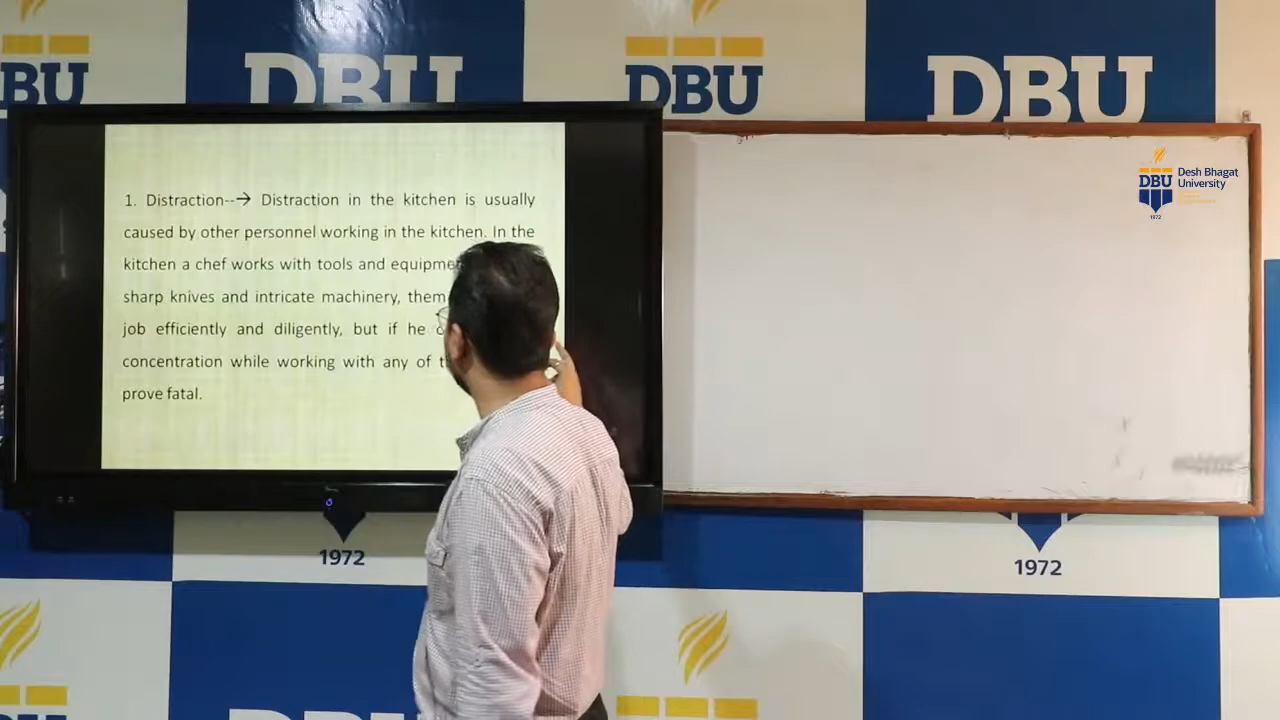 DBU
DBU
DBU
DBU
1. Distraction--→ Distraction in the kitchen is usually
caused by other personnel working in the kitchen. In the
kitchen a chef works with tools and
sharp knives and intricate machinery,
job efficiently and diligently, but if he
concentration while working with any of
prove fatal.
DBU
Desh Bhagat
University
1972
1972
1972